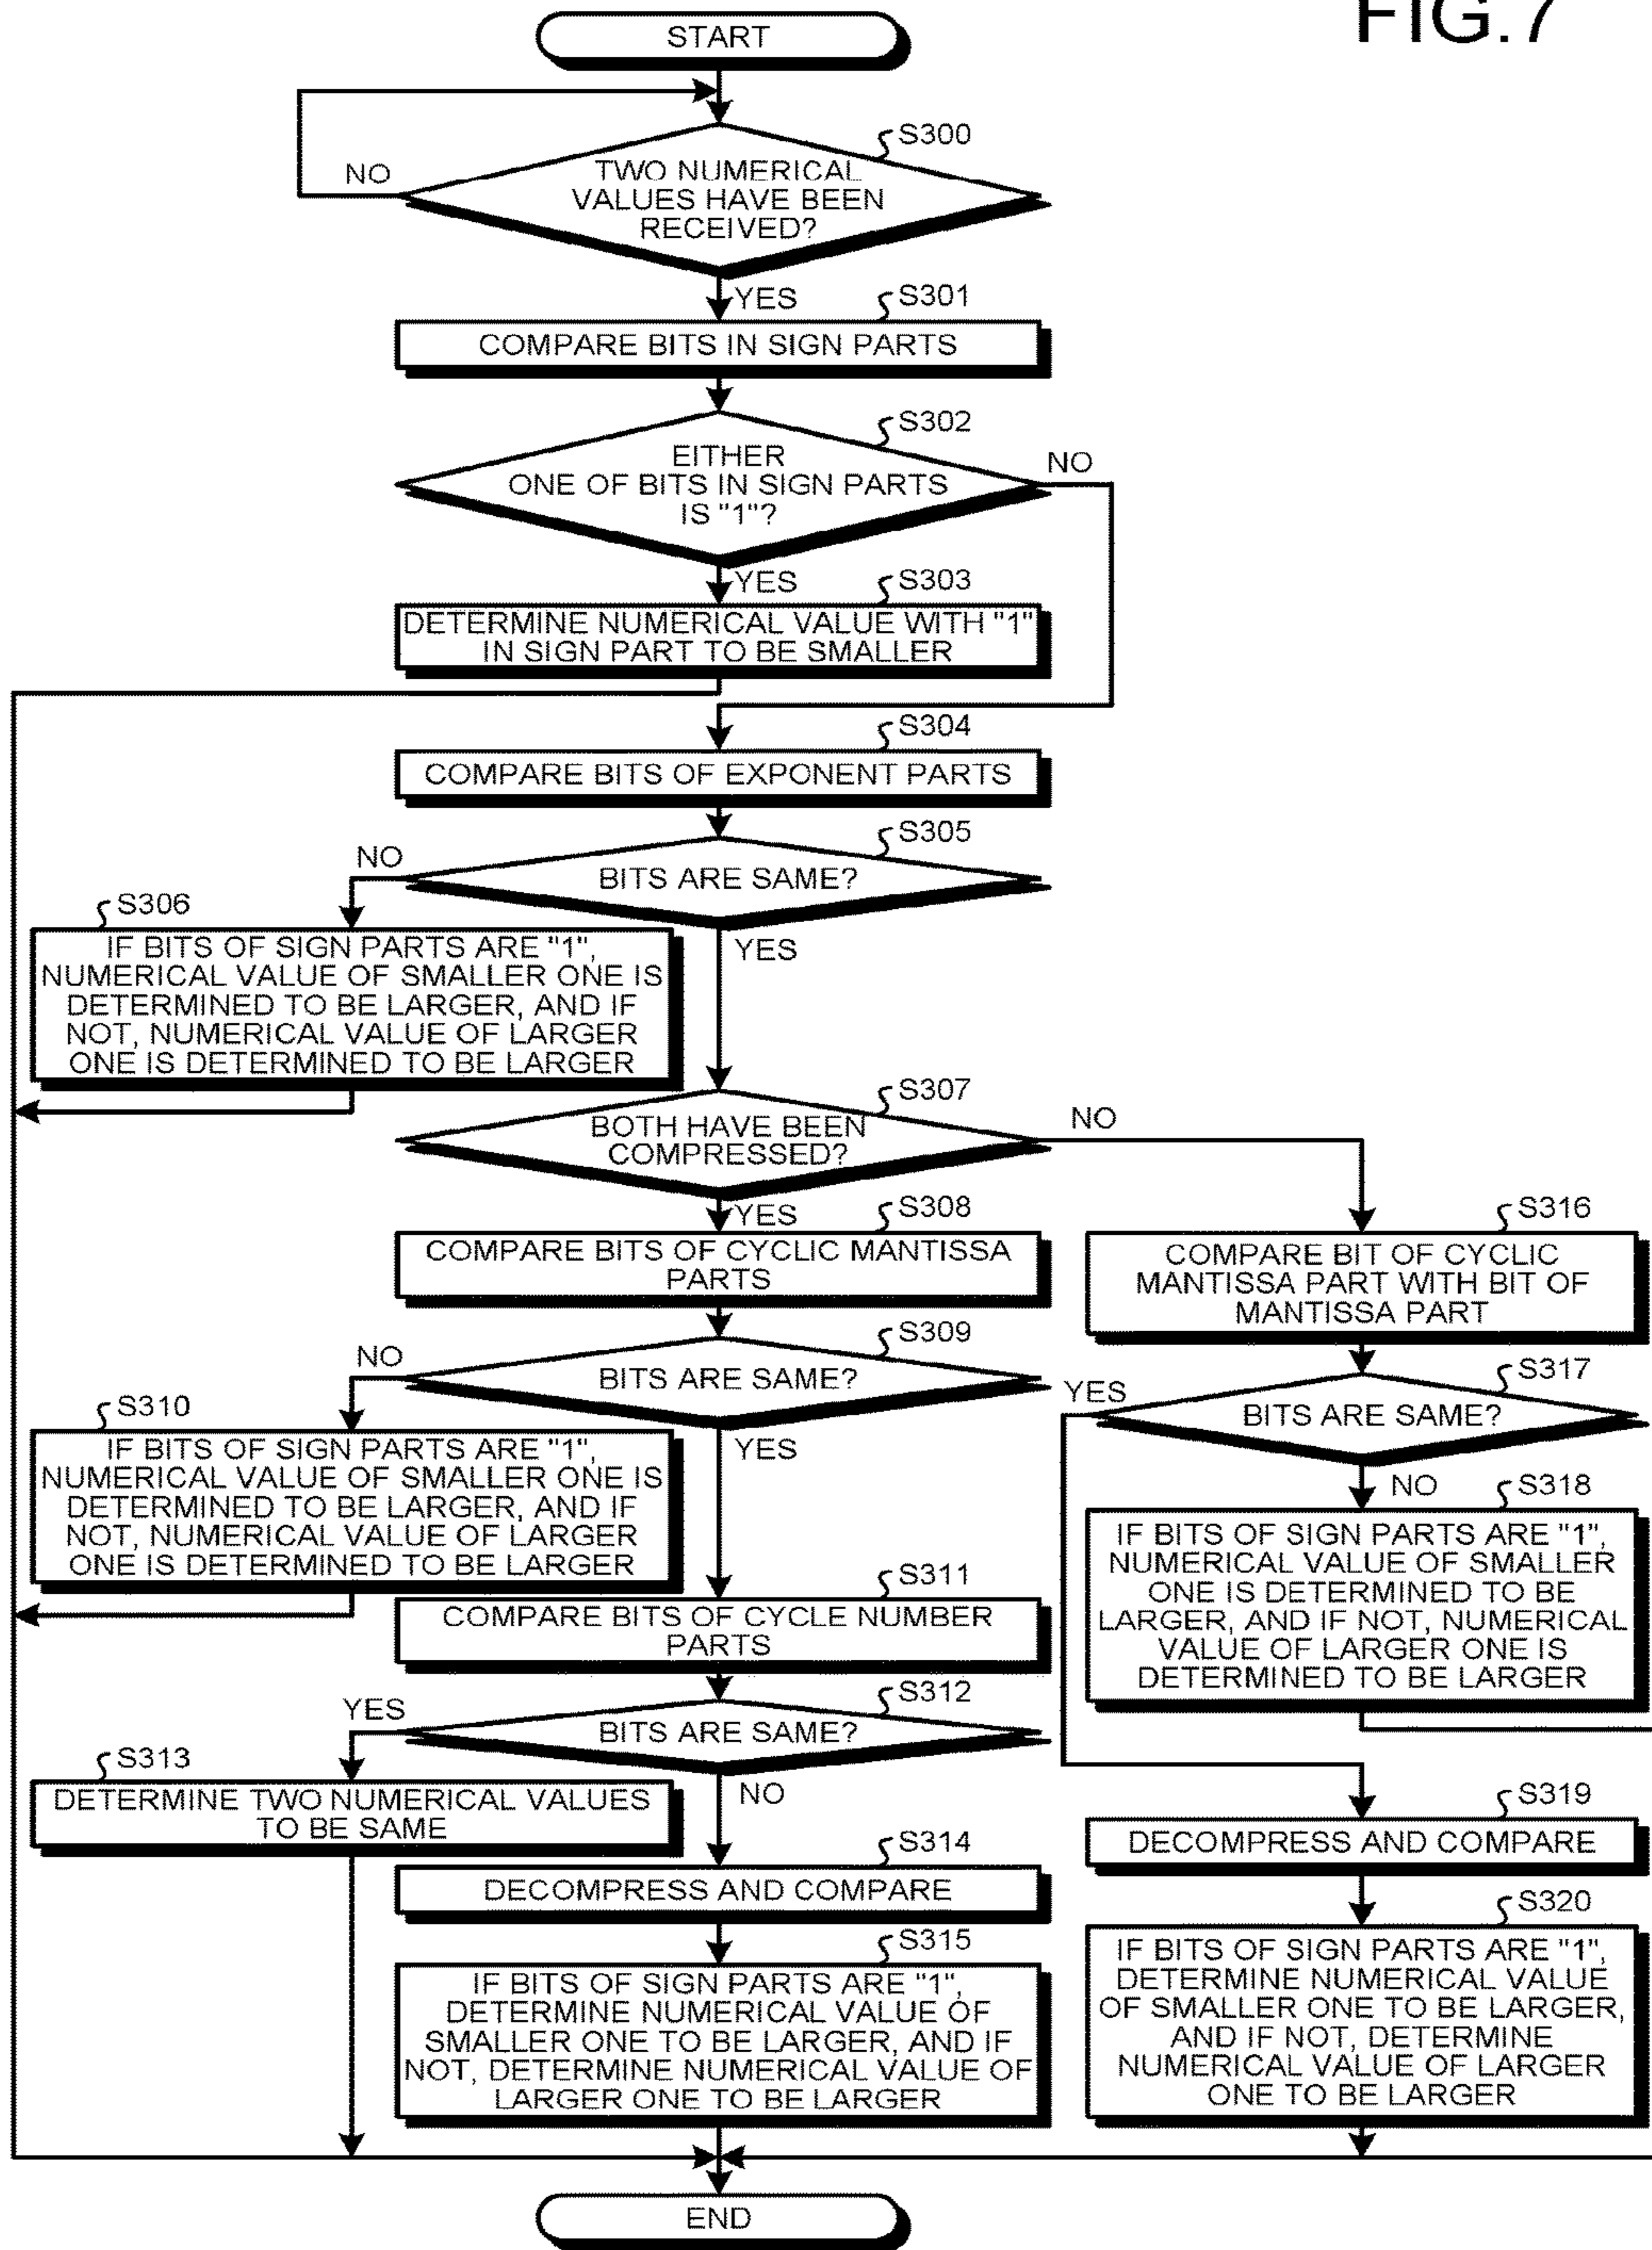 FIG.7
START
S300
NO
TWO NUMERICAL
VALUES HAVE BEEN
RECEIVED?
YES
S301
COMPARE BITS IN SIGN PARTS
S302
EITHER
ONE OF BITS IN SIGN PARTS
IS "1"?
NO
YES
S303
DETERMINE NUMERICAL VALUE WITH "1"
IN SIGN PART TO BE SMALLER
S304
COMPARE BITS OF EXPONENT PARTS
S305
NO
BITS ARE SAME?
YES
S306
IF BITS OF SIGN PARTS ARE "1",
NUMERICAL VALUE OF SMALLER ONE IS
DETERMINED TO BE LARGER, AND IF
NOT, NUMERICAL VALUE OF LARGER
ONE IS DETERMINED TO BE LARGER
S307
BOTH HAVE BEEN
COMPRESSED?
NO
YES
S308
COMPARE BITS OF CYCLIC MANTISSA
PARTS
S309
NO
BITS ARE SAME?
YES
S310
IF BITS OF SIGN PARTS ARE "1",
NUMERICAL VALUE OF SMALLER ONE IS
DETERMINED TO BE LARGER, AND IF
NOT, NUMERICAL VALUE OF LARGER
ONE IS DETERMINED TO BE LARGER
S311
COMPARE BITS OF CYCLE NUMBER
PARTS
S312
YES
BITS ARE SAME?
NO
S313
DETERMINE TWO NUMERICAL VALUES
TO BE SAME
S314
DECOMPRESS AND COMPARE
S315
IF BITS OF SIGN PARTS ARE "1",
DETERMINE NUMERICAL VALUE OF
SMALLER ONE TO BE LARGER, AND IF
NOT, DETERMINE NUMERICAL VALUE OF
LARGER ONE TO BE LARGER
S316
COMPARE BIT OF CYCLIC
MANTISSA PART WITH BIT OF
MANTISSA PART
S317
YES
BITS ARE SAME?
NO
S318
IF BITS OF SIGN PARTS ARE "1",
NUMERICAL VALUE OF SMALLER
ONE IS DETERMINED TO BE
LARGER, AND IF NOT, NUMERICAL
VALUE OF LARGER ONE IS
DETERMINED TO BE LARGER
S319
DECOMPRESS AND COMPARE
S320
IF BITS OF SIGN PARTS ARE "1",
DETERMINE NUMERICAL VALUE
OF SMALLER ONE TO BE LARGER,
AND IF NOT, DETERMINE
NUMERICAL VALUE OF LARGER
ONE TO BE LARGER
END